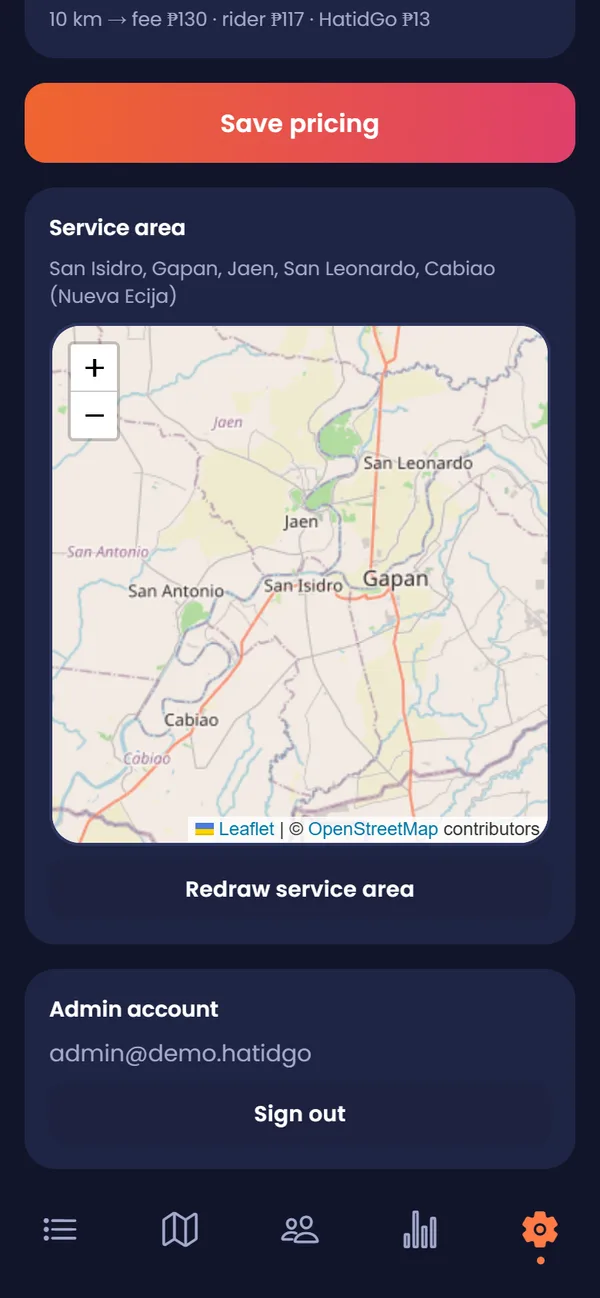 10 km → fee ₱130 · rider ₱117 · HatidGo ₱13
Save pricing
Service area
San Isidro, Gapan, Jaen, San Leonardo, Cabiao
(Nueva Ecija)
+
−
Jaen
San Leonardo
Jaen
San Antonio
San Antonio
San Isidro
Gapan
Cabiao
Cabiao
Leaflet | © OpenStreetMap contributors
Redraw service area
Admin account
admin@demo.hatidgo
Sign out